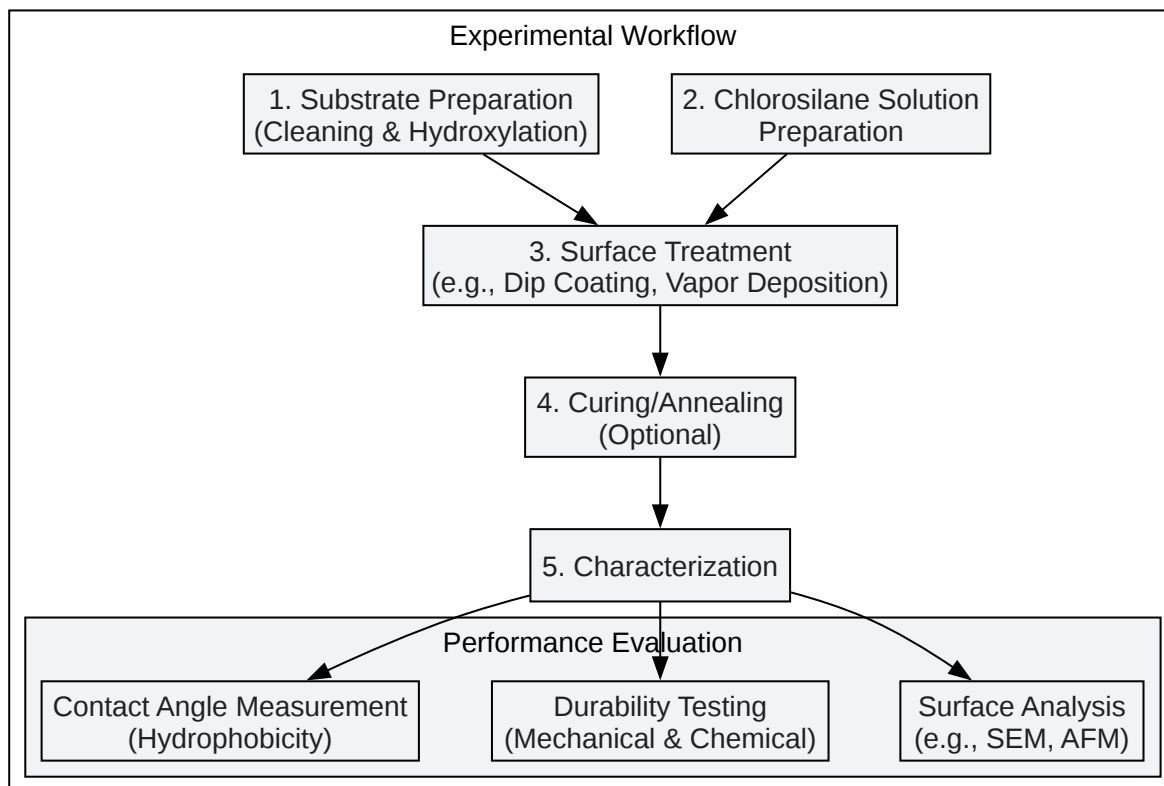 Experimental Workflow
1. Substrate Preparation
(Cleaning & Hydroxylation)
2. Chlorosilane Solution
Preparation
3. Surface Treatment
(e.g., Dip Coating, Vapor Deposition)
4. Curing/Annealing
(Optional)
5. Characterization
Performance Evaluation
Contact Angle Measurement
(Hydrophobicity)
Durability Testing
(Mechanical & Chemical)
Surface Analysis
(e.g., SEM, AFM)